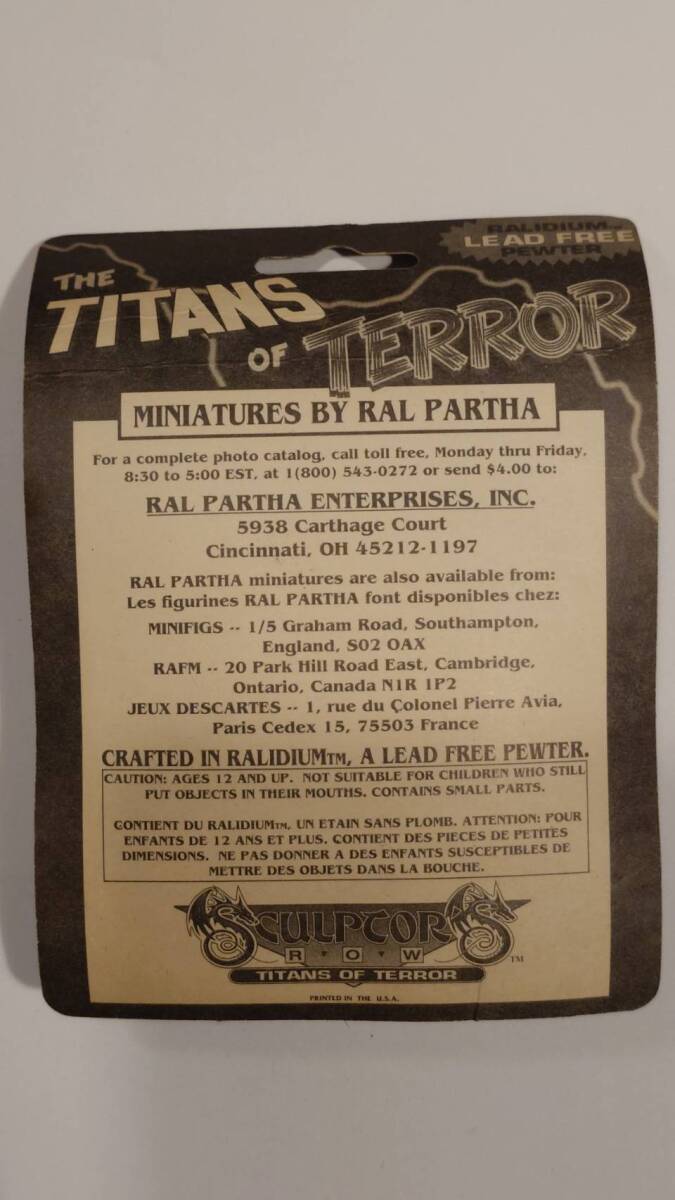 RALIDIUM™
LEAD FREE
PEWTER
THE
TITANS
OF TERROR
MINIATURES BY RAL PARTHA
For a complete photo catalog, call toll free, Monday thru Friday,
8:30 to 5:00 EST, at 1(800) 543-0272 or send $4.00 to:
RAL PARTHA ENTERPRISES, INC.
5938 Carthage Court
Cincinnati, OH 45212-1197
RAL PARTHA miniatures are also available from:
Les figurines RAL PARTHA font disponibles chez:
MINIFIGS -- 1/5 Graham Road, Southampton,
England, S02 OAX
RAFM -- 20 Park Hill Road East, Cambridge,
Ontario, Canada N1R 1P2
JEUX DESCARTES -- 1, rue du Çolonel Pierre Avia,
Paris Cedex 15, 75503 France
CRAFTED IN RALIDIUM™, A LEAD FREE PEWTER.
CAUTION: AGES 12 AND UP. NOT SUITABLE FOR CHILDREN WHO STILL
PUT OBJECTS IN THEIR MOUTHS. CONTAINS SMALL PARTS.
CONTIENT DU RALIDIUM™, UN ETAIN SANS PLOMB. ATTENTION: POUR
ENFANTS DE 12 ANS ET PLUS. CONTIENT DES PIECES DE PETITES
DIMENSIONS. NE PAS DONNER A DES ENFANTS SUSCEPTIBLES DE
METTRE DES OBJETS DANS LA BOUCHE.
SCULPTOR'S
R•O•W ™
TITANS OF TERROR
PRINTED IN THE U.S.A.